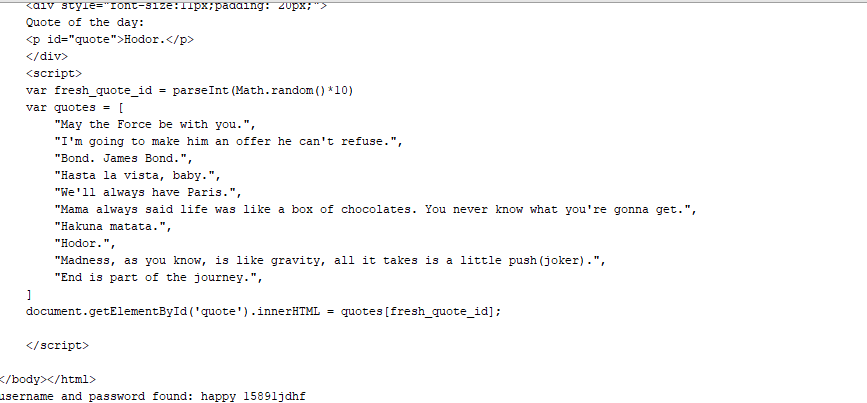 <div style="font-size:11px;padding: 20px;">
Quote of the day:
<p id="quote">Hodor.</p>
</div>
<script>
var fresh_quote_id = parseInt(Math.random()*10)
var quotes = [
"May the Force be with you.",
"I'm going to make him an offer he can't refuse.",
"Bond. James Bond.",
"Hasta la vista, baby.",
"We'll always have Paris.",
"Mama always said life was like a box of chocolates. You never know what you're gonna get.",
"Hakuna matata.",
"Hodor.",
"Madness, as you know, is like gravity, all it takes is a little push(joker).",
"End is part of the journey.",
]
document.getElementById('quote').innerHTML = quotes[fresh_quote_id];
</script>
</body></html>
username and password found: happy 15891jdhf